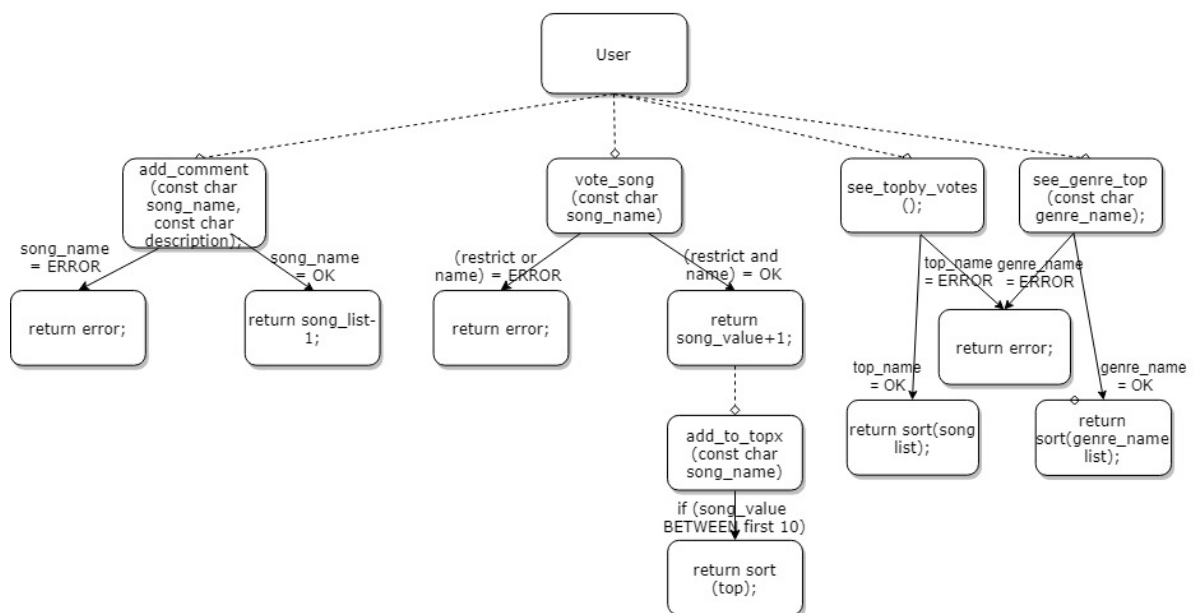 User
add_comment
(const char
song_name,
const char
description);
vote_song
(const char
song_name)
see_topby_votes
();
see_genre_top
(const char
genre_name);
song_name
= ERROR
song_name
= OK
(restrict or
name) = ERROR
(restrict and
name) = OK
top_name
= ERROR
genre_name
= ERROR
return error;
return song_list-
1;
return error;
return
song_value+1;
return error;
top_name
= OK
genre_name
= OK
add_to_topx
(const char
song_name)
return sort(song
list);
return
sort(genre_name
list);
if (song_value
BETWEEN first 10)
return sort
(top);